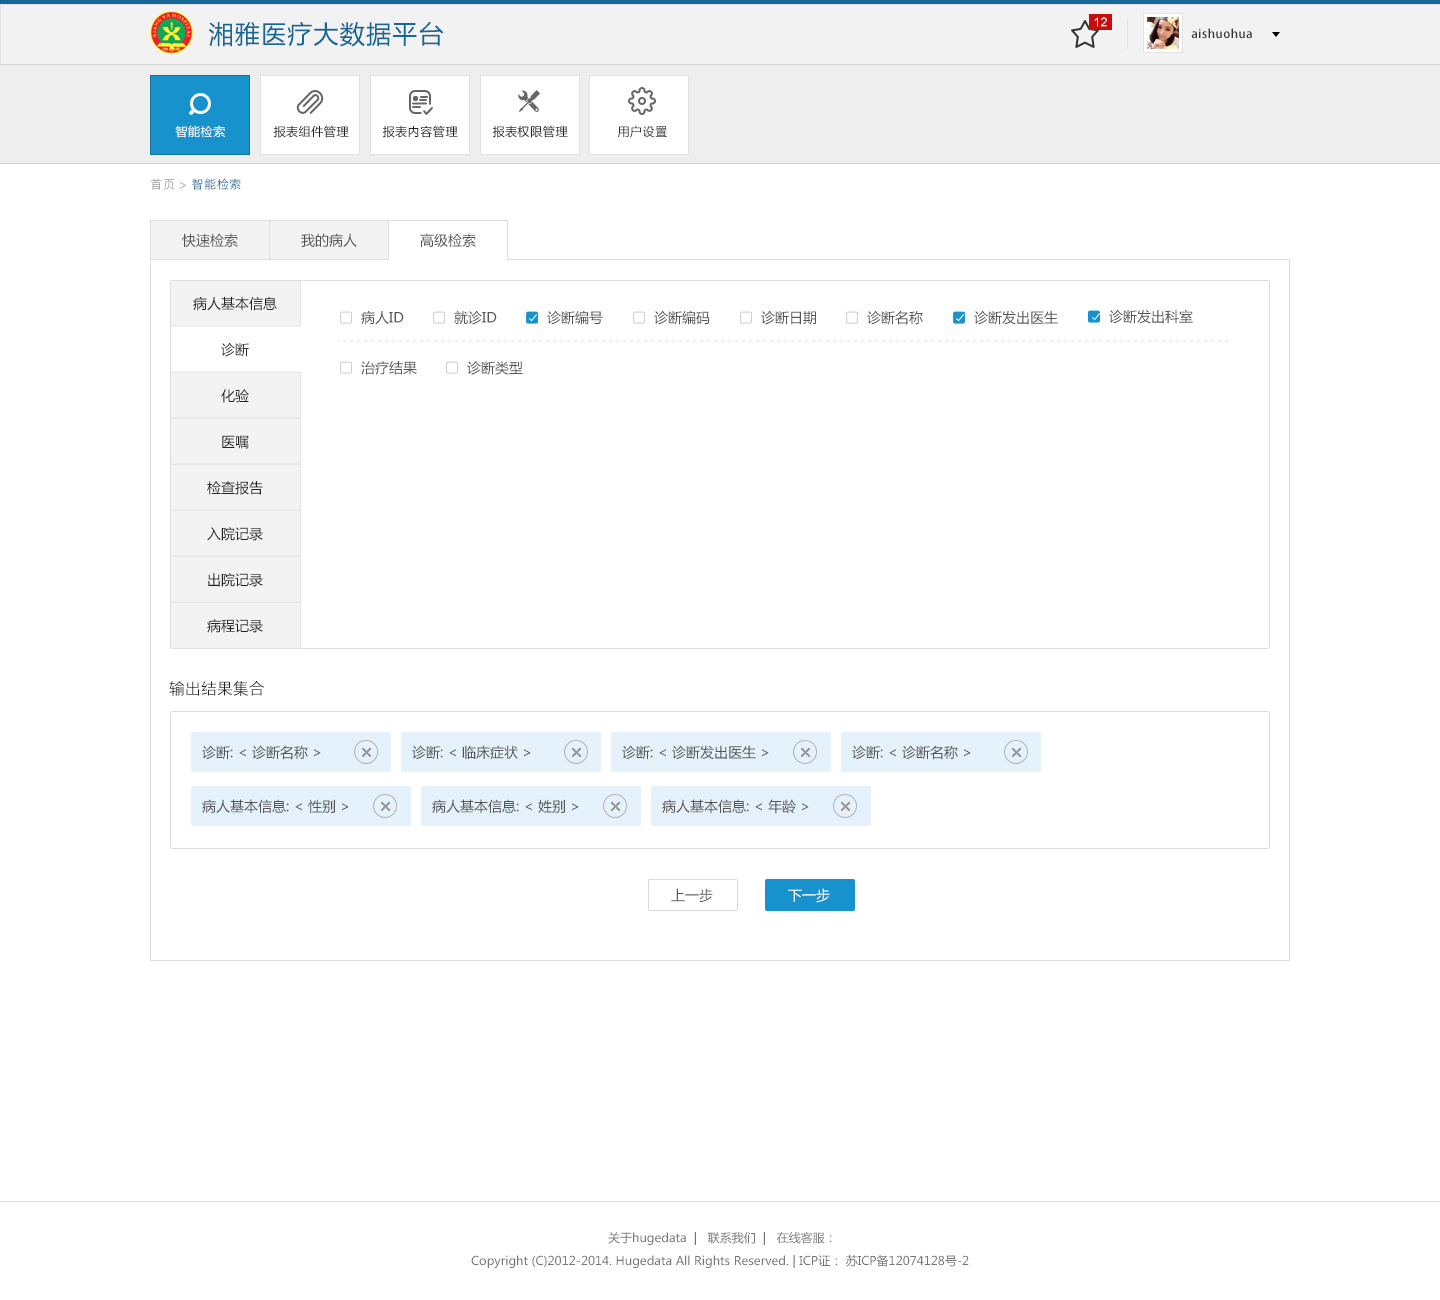 湘雅医疗大数据平台
12
aishuohua
智能检索 报表组件管理 报表内容管理 报表权限管理 用户设置
首页 > 智能检索
快速检索 我的病人 高级检索
病人基本信息
诊断
化验
医嘱
检查报告
入院记录
出院记录
病程记录
病人ID 就诊ID 诊断编号 诊断编码 诊断日期 诊断名称 诊断发出医生 诊断发出科室
治疗结果 诊断类型
输出结果集合
诊断: < 诊断名称 > 诊断: < 临床症状 > 诊断: < 诊断发出医生 > 诊断: < 诊断名称 >
病人基本信息: < 性别 > 病人基本信息: < 姓别 > 病人基本信息: < 年龄 >
上一步 下一步
关于hugedata | 联系我们 | 在线客服：
Copyright (C)2012-2014. Hugedata All Rights Reserved. | ICP证： 苏ICP备12074128号-2